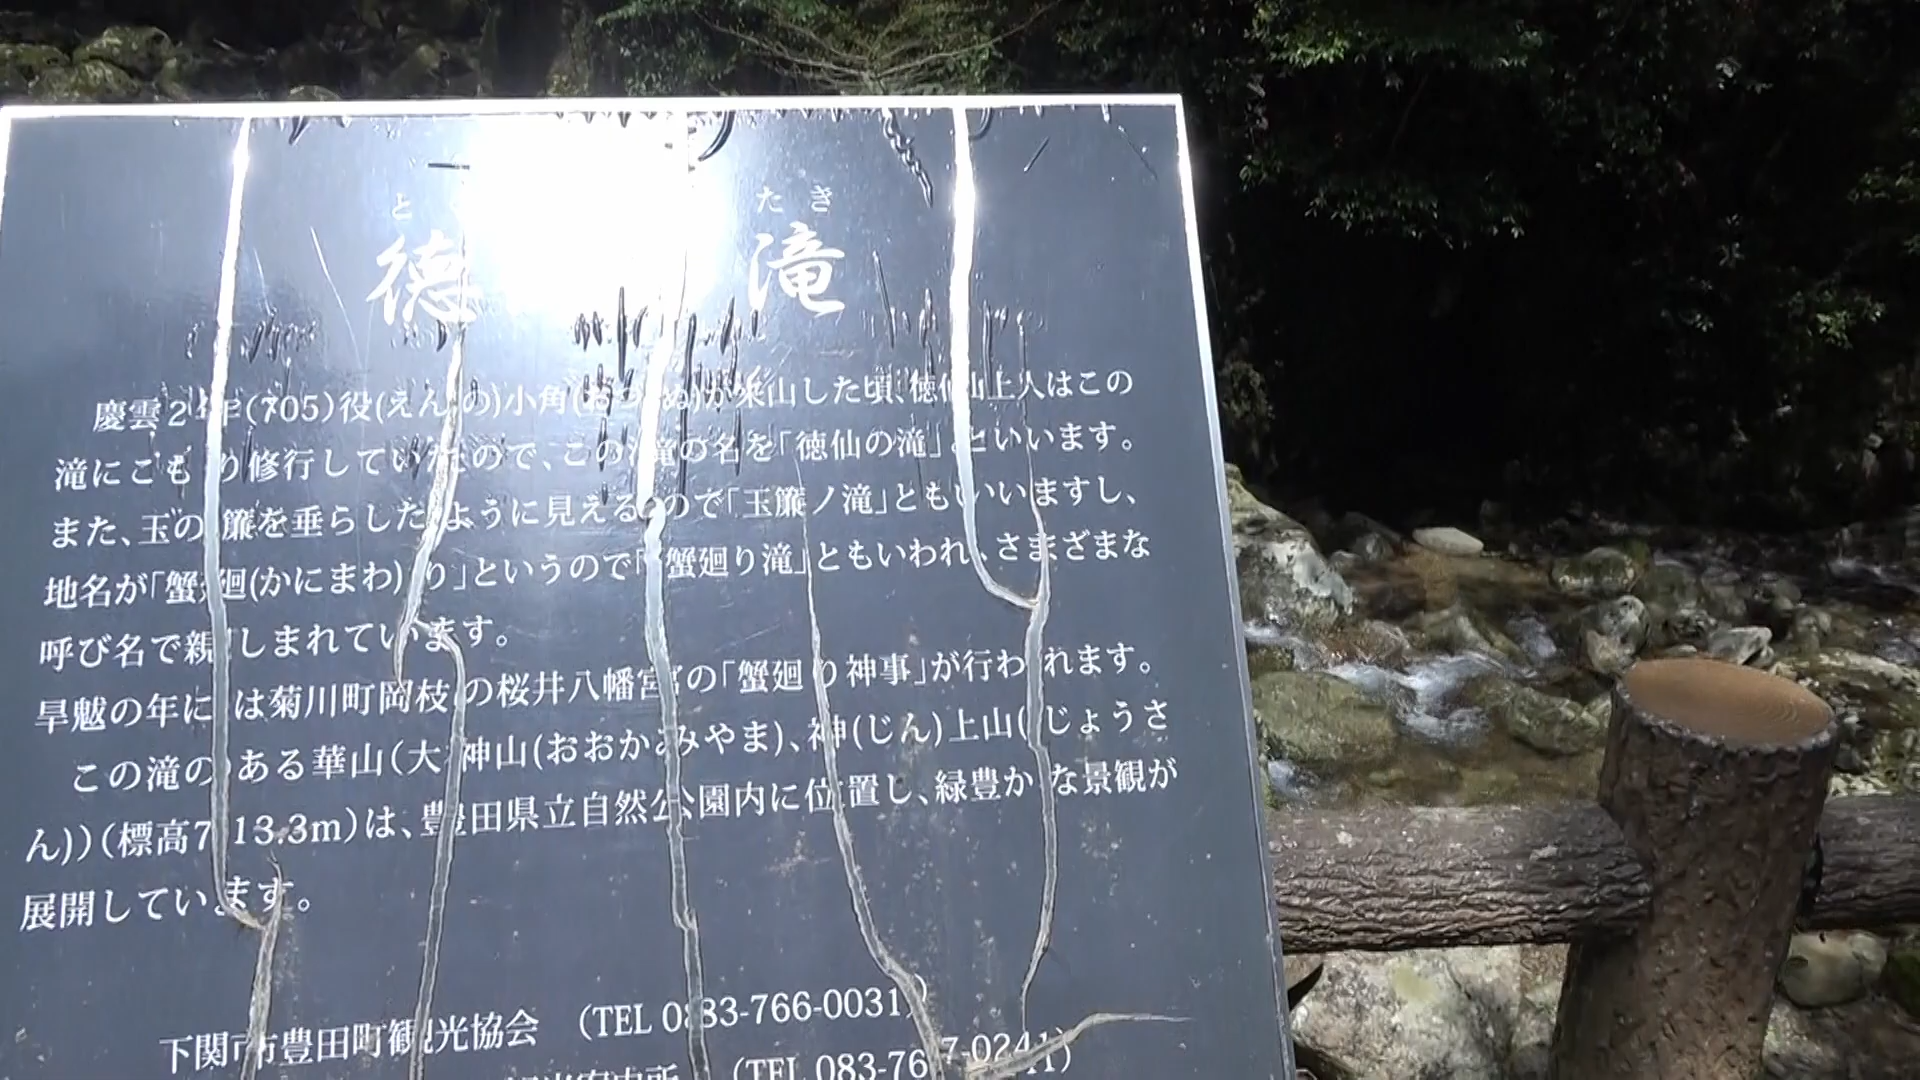 と たき
徳 滝
慶雲2年(705)役(えんの)小角(おづぬ)が来山した頃、徳仙上人はこの
滝にこもり修行していたので、この滝の名を「徳仙の滝」といいます。
また、玉の簾を垂らしたように見えるので「玉簾ノ滝」ともいいますし、
地名が「蟹廻(かにまわ)り」というので「蟹廻り滝」ともいわれ、さまざまな
呼び名で親しまれています。
旱魃の年には菊川町岡枝の桜井八幡宮の「蟹廻り神事」が行われます。
この滝のある華山(大神山(おおかみやま)、神(じん)上山(じょうさ
ん))(標高713.3m)は、豊田県立自然公園内に位置し、緑豊かな景観が
展開しています。
下関市豊田町観光協会 (TEL 083-766-0031)
(TEL 083-767-0241)